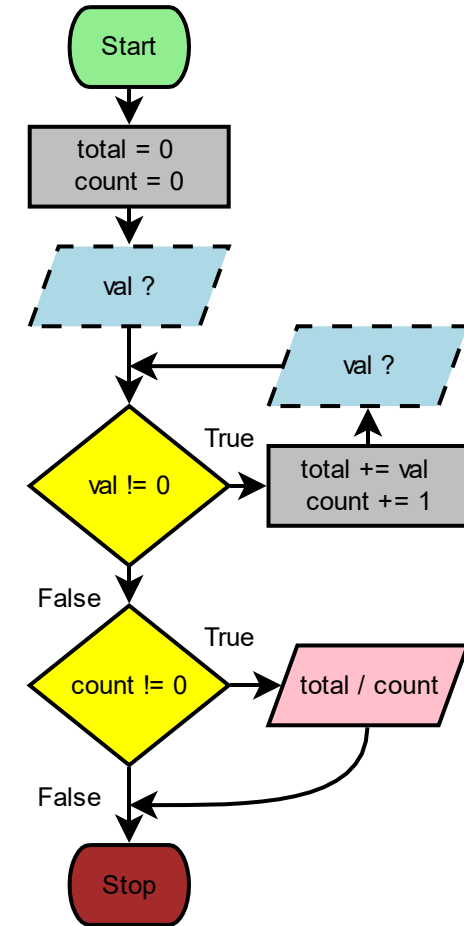 Start
total = 0
count = 0
val ?
val ?
val != 0
True
total += val
count += 1
False
count != 0
True
total / count
False
Stop